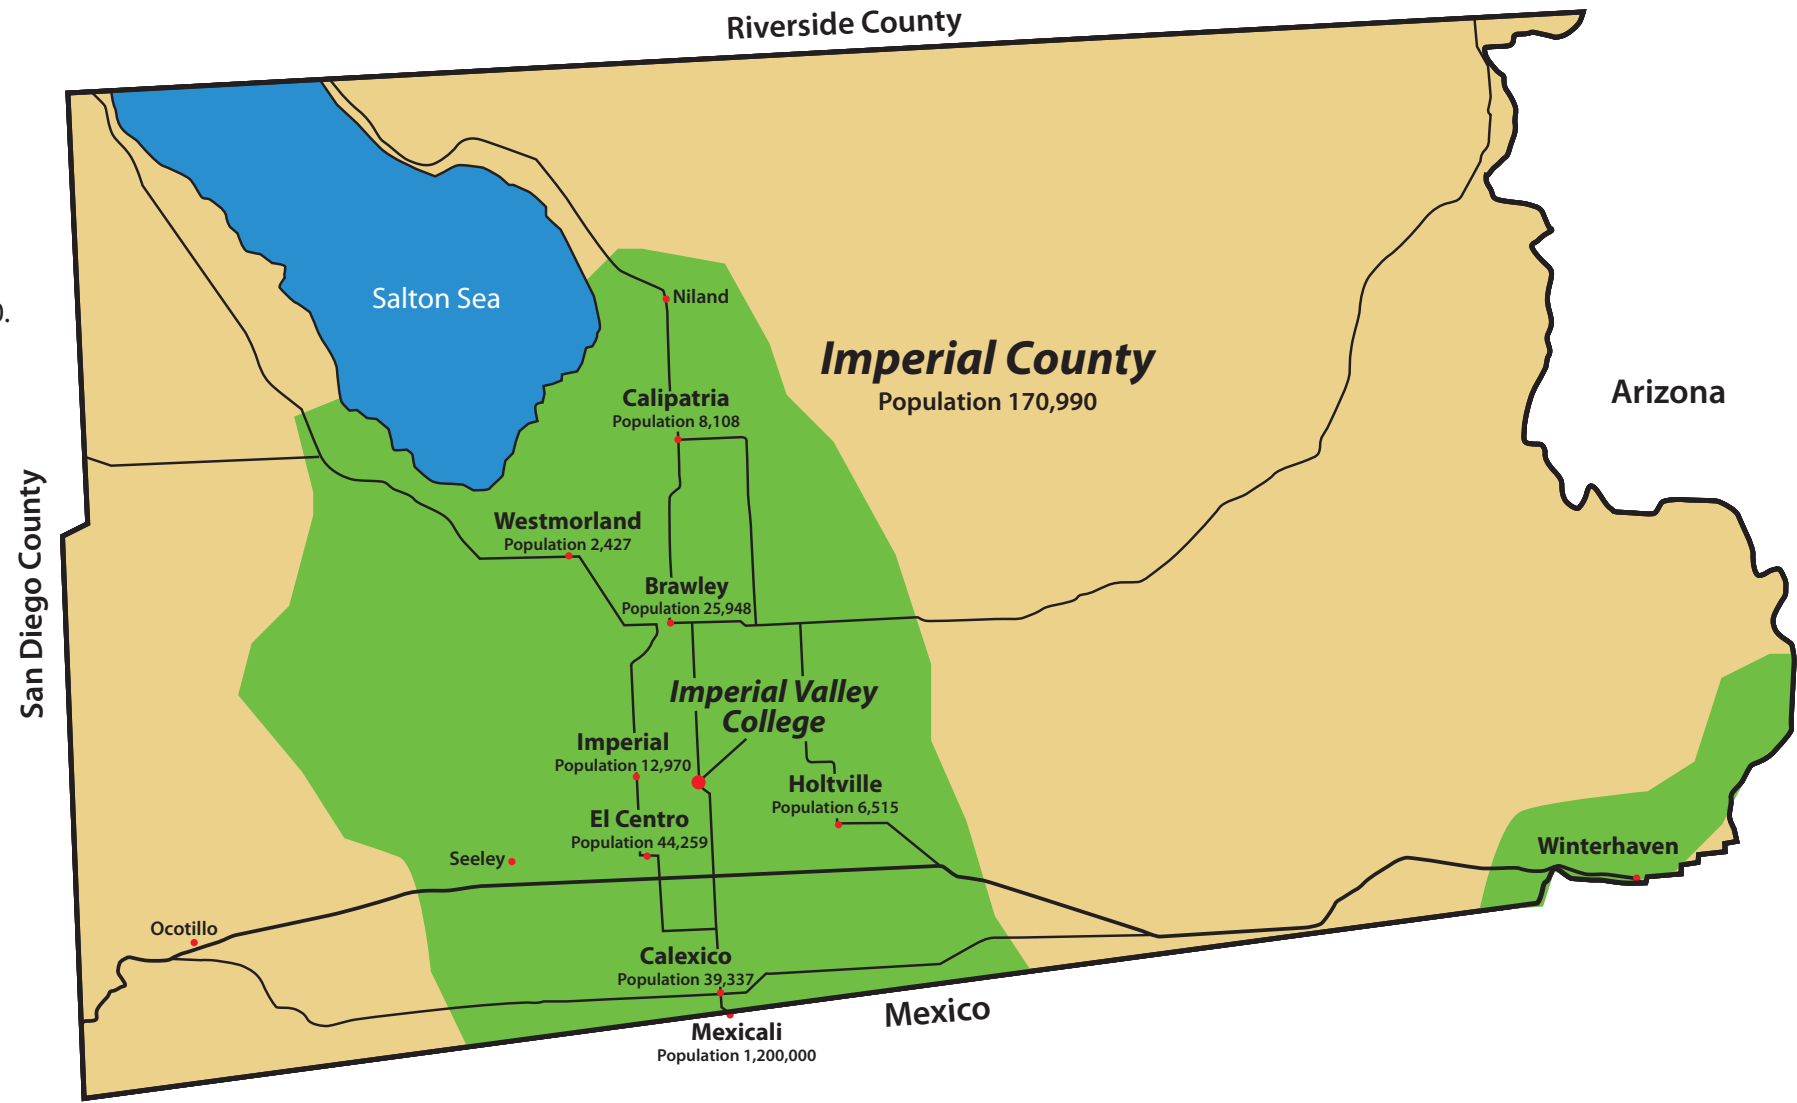 Riverside County
0.
Salton Sea
Niland
Imperial County
Population 170,990
Arizona
Calipatria
Population 8,108
San Diego County
Westmorland
Population 2,427
Brawley
Population 25,948
Imperial Valley
College
Imperial
Population 12,970
Holtville
Population 6,515
El Centro
Population 44,259
Seeley
Winterhaven
Ocotillo
Calexico
Population 39,337
Mexico
Mexicali
Population 1,200,000